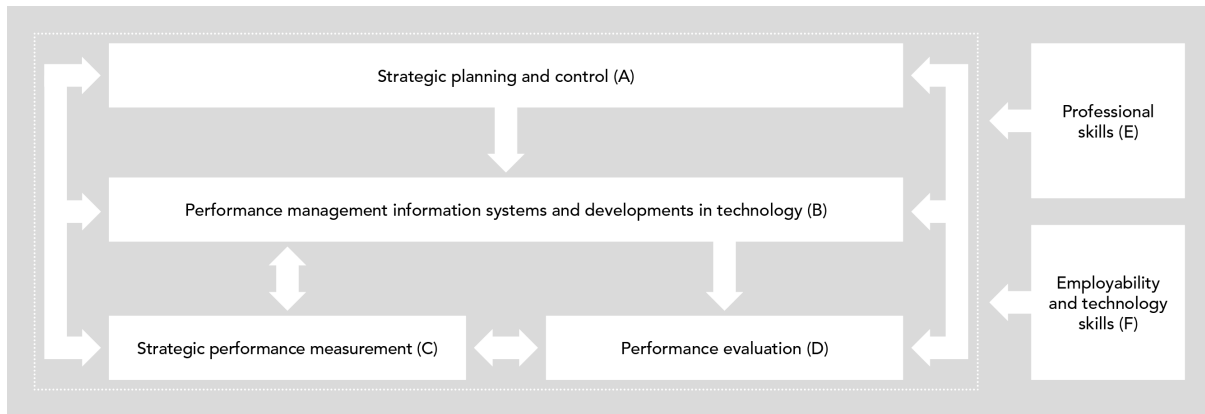 Strategic planning and control (A)
Professional
skills (E)
Performance management information systems and developments in technology (B)
Employability
and technology
skills (F)
Strategic performance measurement (C)
Performance evaluation (D)